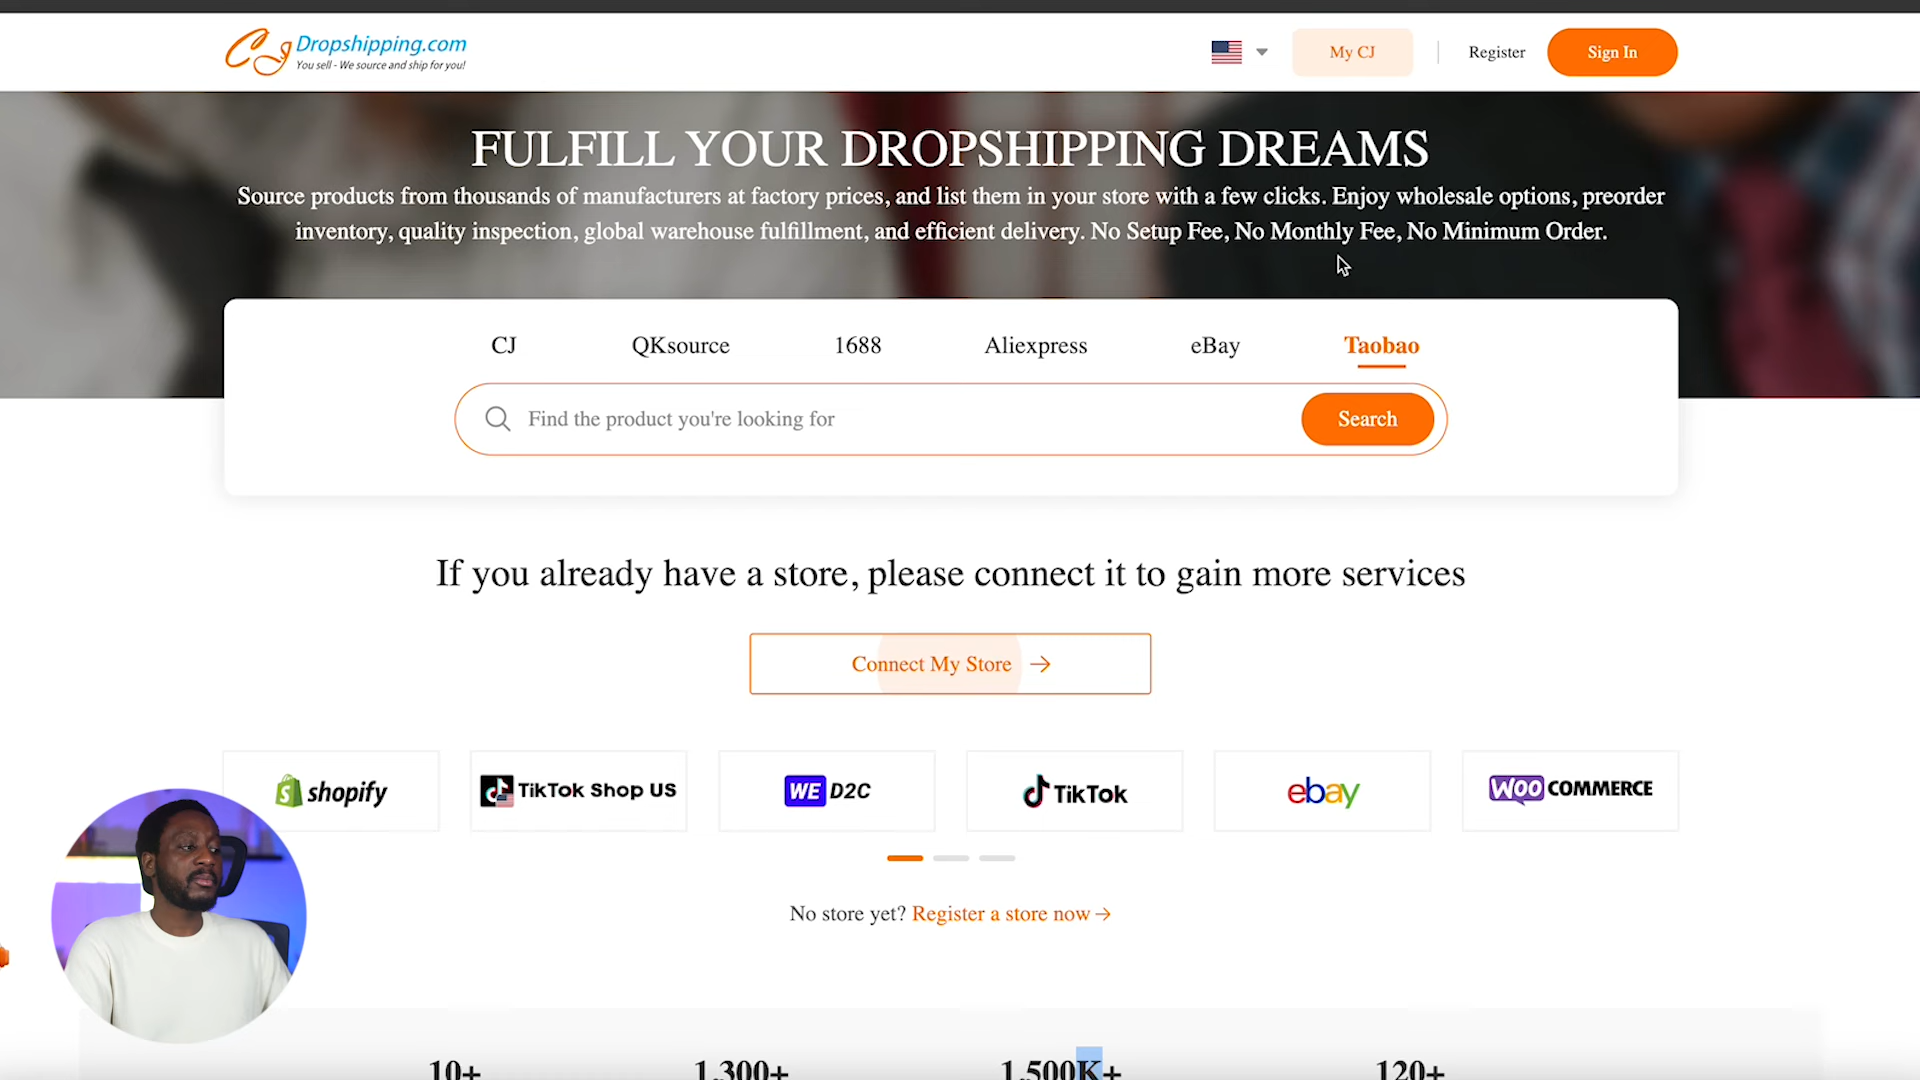 CJ Dropshipping.com
You sell - We source and ship for you!
My CJ
Register
Sign In
FULFILL YOUR DROPSHIPPING DREAMS
Source products from thousands of manufacturers at factory prices, and list them in your store with a few clicks. Enjoy wholesale options, preorder
inventory, quality inspection, global warehouse fulfillment, and efficient delivery. No Setup Fee, No Monthly Fee, No Minimum Order.
CJ QKsource 1688 Aliexpress eBay Taobao
Find the product you're looking for
Search
If you already have a store, please connect it to gain more services
Connect My Store
shopify TikTok Shop US WE D2C TikTok ebay WOO COMMERCE
No store yet? Register a store now
10+ 1,300+ 1,500K+ 120+